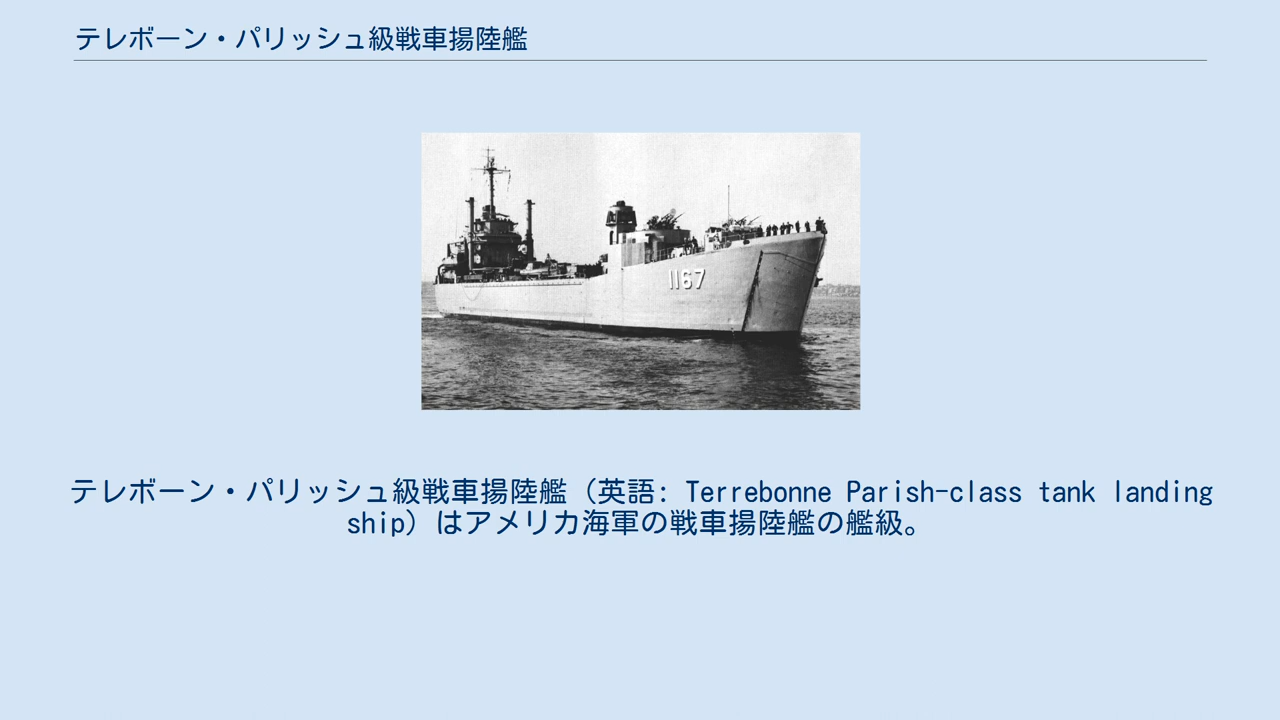 テレボーン・パリッシュ級戦車揚陸艦
1167
テレボーン・パリッシュ級戦車揚陸艦（英語: Terrebonne Parish-class tank landing
ship）はアメリカ海軍の戦車揚陸艦の艦級。